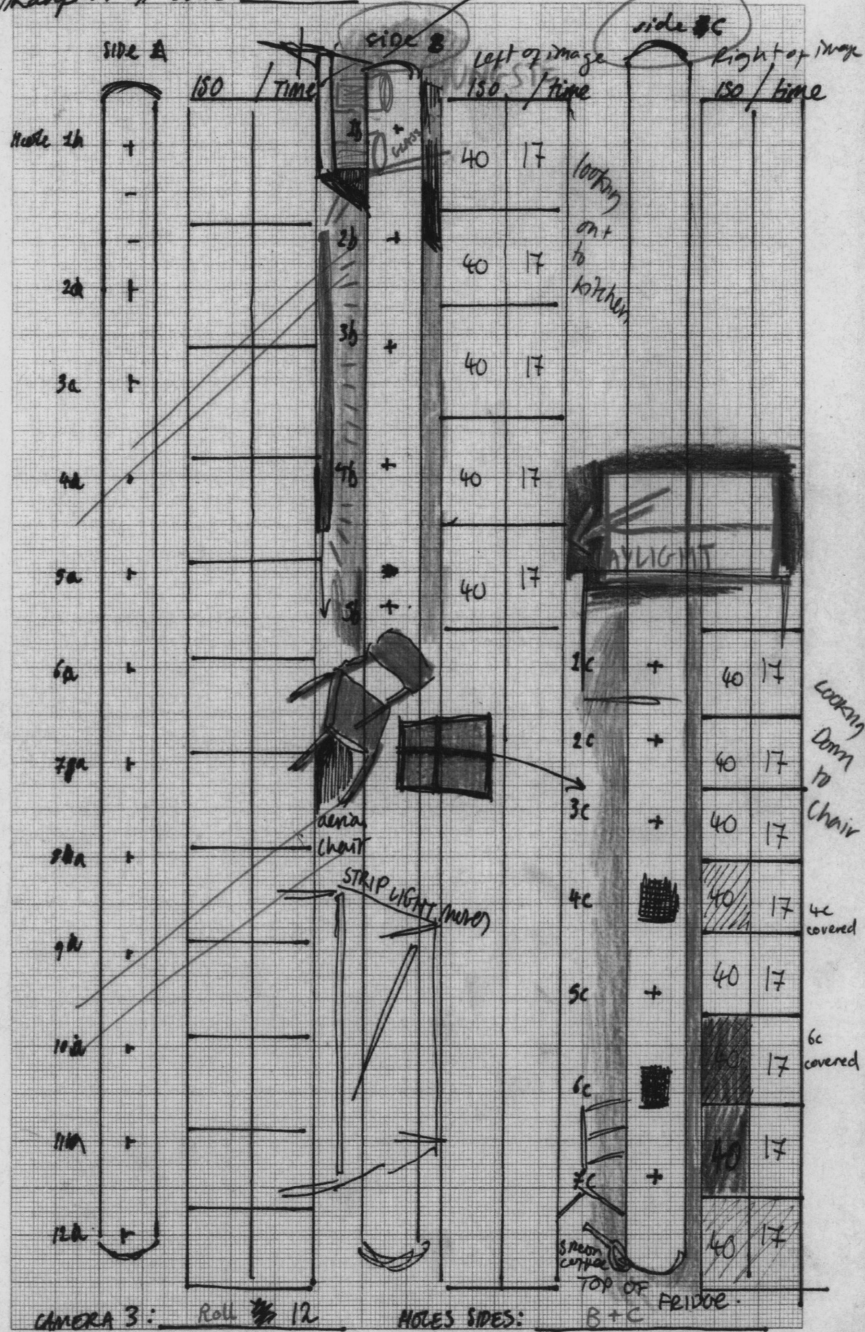 SIDE A
ISO / Time
Hole 1a
2a
3a
4a
5a
6a
7a
8a
9a
10a
11a
12a
side B
Left of image
ISO / time
1b
GLASS
40 17
looking
out
to
kitchen
2b
40 17
3b
40 17
4b
40 17
5b
40 17
aerial
chair
STRIP LIGHT
side C
Right of image
ISO / time
DAYLIGHT
1c
40 17
Looking
Down
to
Chair
2c
40 17
3c
40 17
4c
40 17
4c
covered
5c
40 17
6c
40 17
6c
covered
7c
40 17
40 17
TOP OF
FRIDGE.
CAMERA 3: Roll 12
HOLES SIDES: B + C